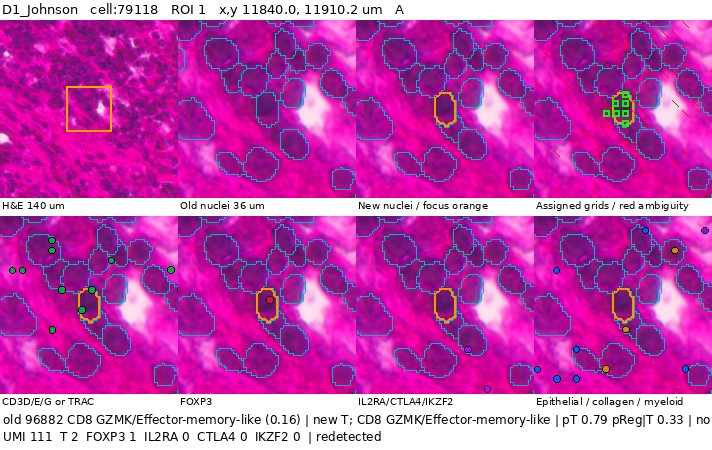 D1_Johnson cell:79118 ROI 1 x,y 11840.0, 11910.2 um A
H&E 140 um
Old nuclei 36 um
New nuclei / focus orange
Assigned grids / red ambiguity
CD3D/E/G or TRAC
FOXP3
IL2RA/CTLA4/IKZF2
Epithelial / collagen / myeloid
old 96882 CD8 GZMK/Effector-memory-like (0.16) | new T; CD8 GZMK/Effector-memory-like | pT 0.79 pReg|T 0.33 | no
UMI 111 T 2 FOXP3 1 IL2RA 0 CTLA4 0 IKZF2 0 | redetected